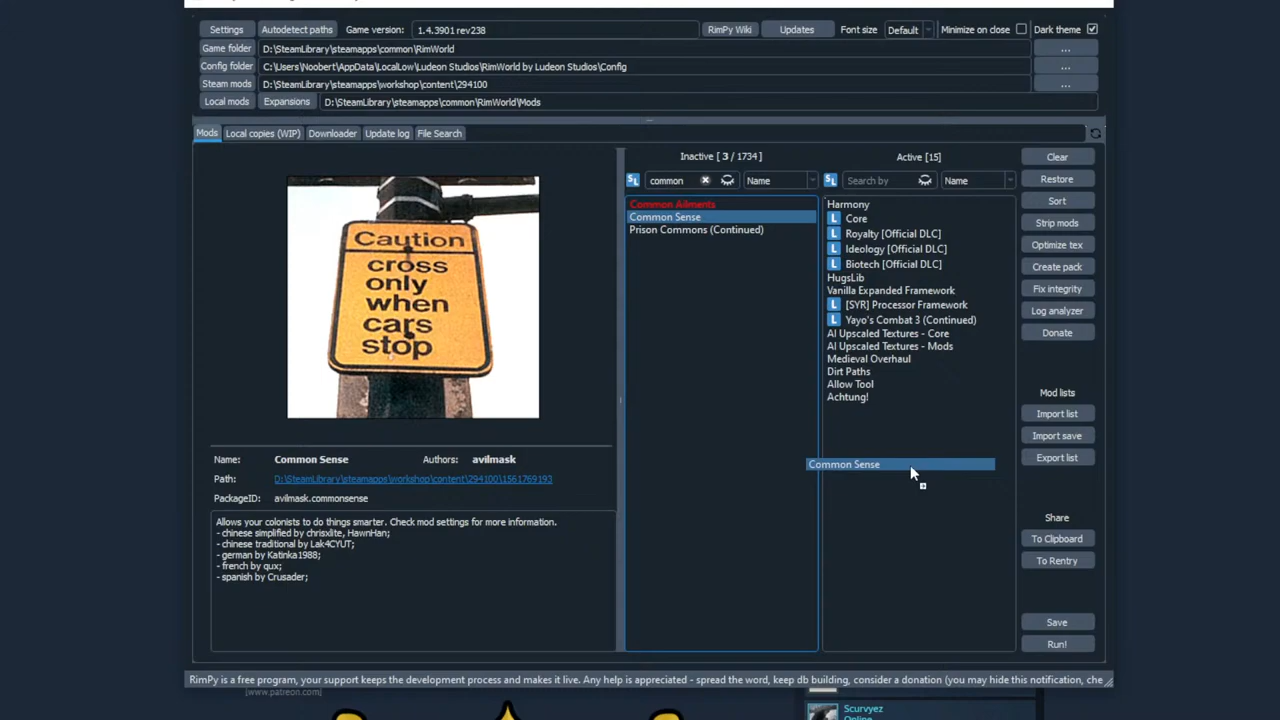 Settings
Autodetect paths
Game version:
1.4.3901 rev238
RimPy Wiki
Updates
Font size
Default
Minimize on close
Dark theme
Game folder
D:\SteamLibrary\steamapps\common\RimWorld
...
Config folder
C:\Users\Noobert\AppData\LocalLow\Ludeon Studios\RimWorld by Ludeon Studios\Config
...
Steam mods
D:\SteamLibrary\steamapps\workshop\content\294100
...
Local mods
Expansions
D:\SteamLibrary\steamapps\common\RimWorld\Mods
Mods
Local copies (WIP)
Downloader
Update log
File Search
Caution
cross
only
when
cars
stop
Name:
Common Sense
Authors:
avilmask
Path:
D:\SteamLibrary\steamapps\workshop\content\294100\1561769193
PackageID:
avilmask.commonsense
Allows your colonists to do things smarter. Check mod settings for more information.
- chinese simplified by chrisxlite, HawnHan;
- chinese traditional by Lak4CYUT;
- german by Katinka1988;
- french by qux;
- spanish by Crusader;
Inactive [ 3 / 1734 ]
SL
common
Name
Common Ailments
Common Sense
Prison Commons (Continued)
Active [15]
SL
Search by
Name
Harmony
L Core
L Royalty [Official DLC]
L Ideology [Official DLC]
L Biotech [Official DLC]
HugsLib
Vanilla Expanded Framework
L [SYR] Processor Framework
L Yayo's Combat 3 (Continued)
AI Upscaled Textures - Core
AI Upscaled Textures - Mods
Medieval Overhaul
Dirt Paths
Allow Tool
Achtung!
Common Sense
Clear
Restore
Sort
Strip mods
Optimize tex
Create pack
Fix integrity
Log analyzer
Donate
Mod lists
Import list
Import save
Export list
Share
To Clipboard
To Rentry
Save
Run!
RimPy is a free program, your support keeps the development process and makes it live. Any help is appreciated - spread the word, keep db building, consider a donation (you may hide this notification, che
[www.patreon.com]
Scurvyez
Online